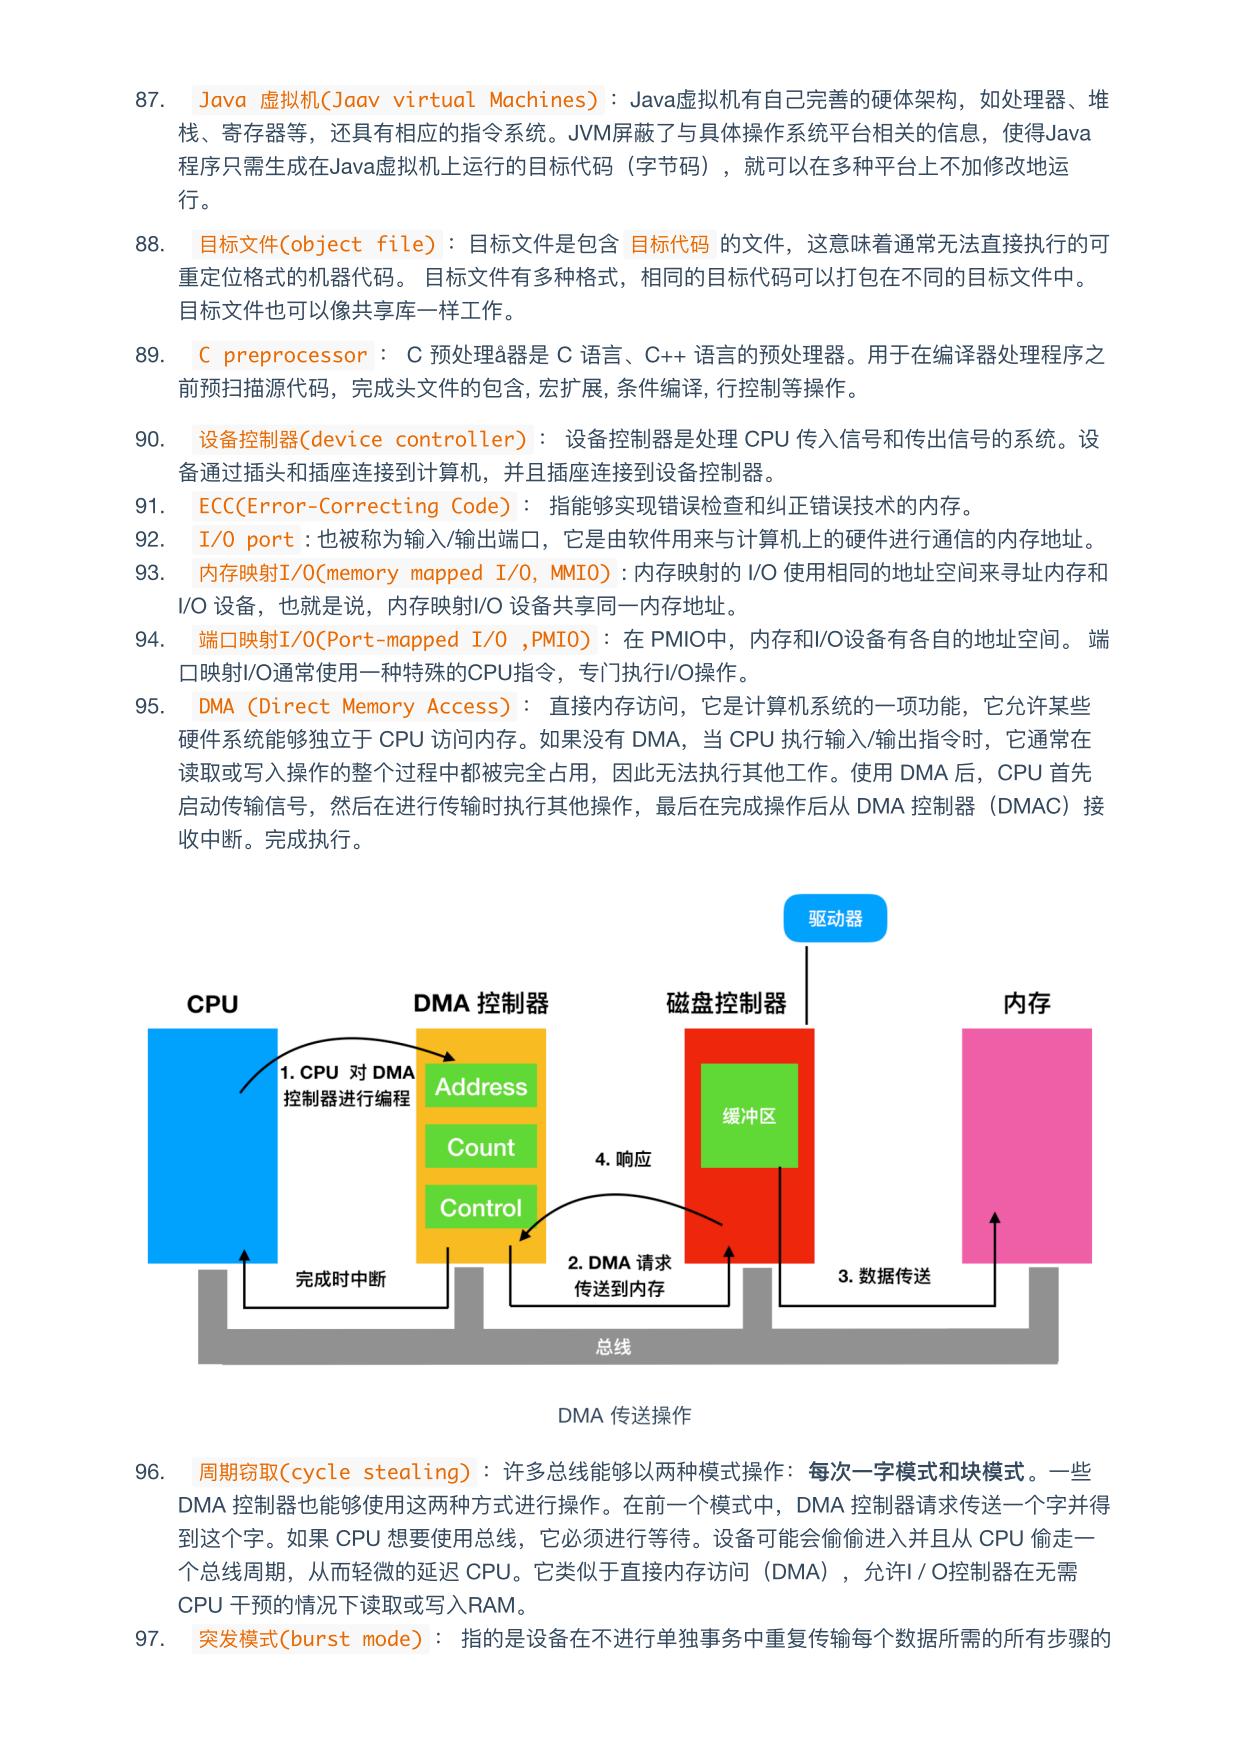 87. Java 虚拟机(Jaav virtual Machines) ：Java虚拟机有自己完善的硬体架构，如处理器、堆
栈、寄存器等，还具有相应的指令系统。JVM屏蔽了与具体操作系统平台相关的信息，使得Java
程序只需生成在Java虚拟机上运行的目标代码（字节码），就可以在多种平台上不加修改地运
行。
88. 目标文件(object file) ：目标文件是包含 目标代码 的文件，这意味着通常无法直接执行的可
重定位格式的机器代码。 目标文件有多种格式，相同的目标代码可以打包在不同的目标文件中。
目标文件也可以像共享库一样工作。
89. C preprocessor ： C 预处理å器是 C 语言、C++ 语言的预处理器。用于在编译器处理程序之
前预扫描源代码，完成头文件的包含, 宏扩展, 条件编译, 行控制等操作。
90. 设备控制器(device controller) ： 设备控制器是处理 CPU 传入信号和传出信号的系统。设
备通过插头和插座连接到计算机，并且插座连接到设备控制器。
91. ECC(Error-Correcting Code) ： 指能够实现错误检查和纠正错误技术的内存。
92. I/O port : 也被称为输入/输出端口，它是由软件用来与计算机上的硬件进行通信的内存地址。
93. 内存映射I/O(memory mapped I/O, MMIO) : 内存映射的 I/O 使用相同的地址空间来寻址内存和
I/O 设备，也就是说，内存映射I/O 设备共享同一内存地址。
94. 端口映射I/O(Port-mapped I/O ,PMIO) ：在 PMIO中，内存和I/O设备有各自的地址空间。 端
口映射I/O通常使用一种特殊的CPU指令，专门执行I/O操作。
95. DMA (Direct Memory Access) ： 直接内存访问，它是计算机系统的一项功能，它允许某些
硬件系统能够独立于 CPU 访问内存。如果没有 DMA，当 CPU 执行输入/输出指令时，它通常在
读取或写入操作的整个过程中都被完全占用，因此无法执行其他工作。使用 DMA 后，CPU 首先
启动传输信号，然后在进行传输时执行其他操作，最后在完成操作后从 DMA 控制器（DMAC）接
收中断。完成执行。
驱动器
CPU
DMA 控制器
磁盘控制器
内存
1. CPU 对 DMA
控制器进行编程
Address
Count
Control
缓冲区
4. 响应
2. DMA 请求
传送到内存
3. 数据传送
完成时中断
总线
DMA 传送操作
96. 周期窃取(cycle stealing) ：许多总线能够以两种模式操作：每次一字模式和块模式。一些
DMA 控制器也能够使用这两种方式进行操作。在前一个模式中，DMA 控制器请求传送一个字并得
到这个字。如果 CPU 想要使用总线，它必须进行等待。设备可能会偷偷进入并且从 CPU 偷走一
个总线周期，从而轻微的延迟 CPU。它类似于直接内存访问（DMA），允许I / O控制器在无需
CPU 干预的情况下读取或写入RAM。
97. 突发模式(burst mode) ： 指的是设备在不进行单独事务中重复传输每个数据所需的所有步骤的